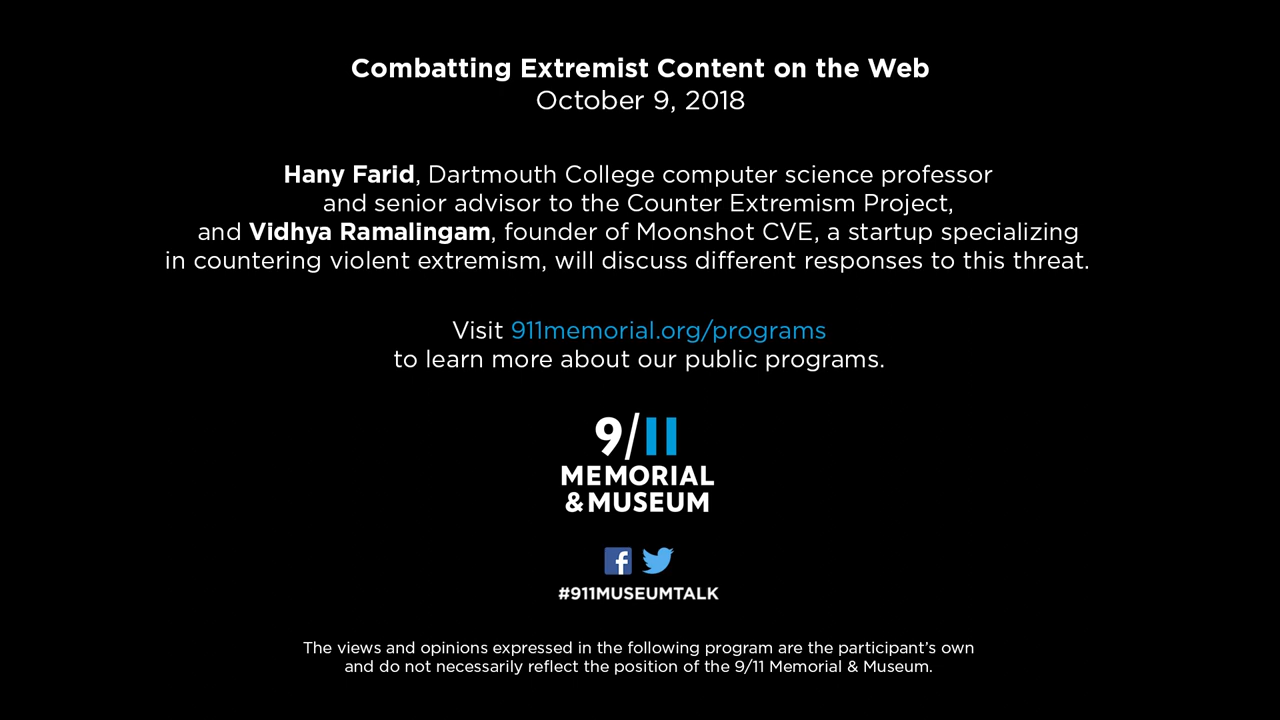 Combatting Extremist Content on the Web
October 9, 2018
Hany Farid, Dartmouth College computer science professor
and senior advisor to the Counter Extremism Project,
and Vidhya Ramalingam, founder of Moonshot CVE, a startup specializing
in countering violent extremism, will discuss different responses to this threat.
Visit 911memorial.org/programs
to learn more about our public programs.
9/11
MEMORIAL
& MUSEUM
f
#911MUSEUMTALK
The views and opinions expressed in the following program are the participant's own
and do not necessarily reflect the position of the 9/11 Memorial & Museum.